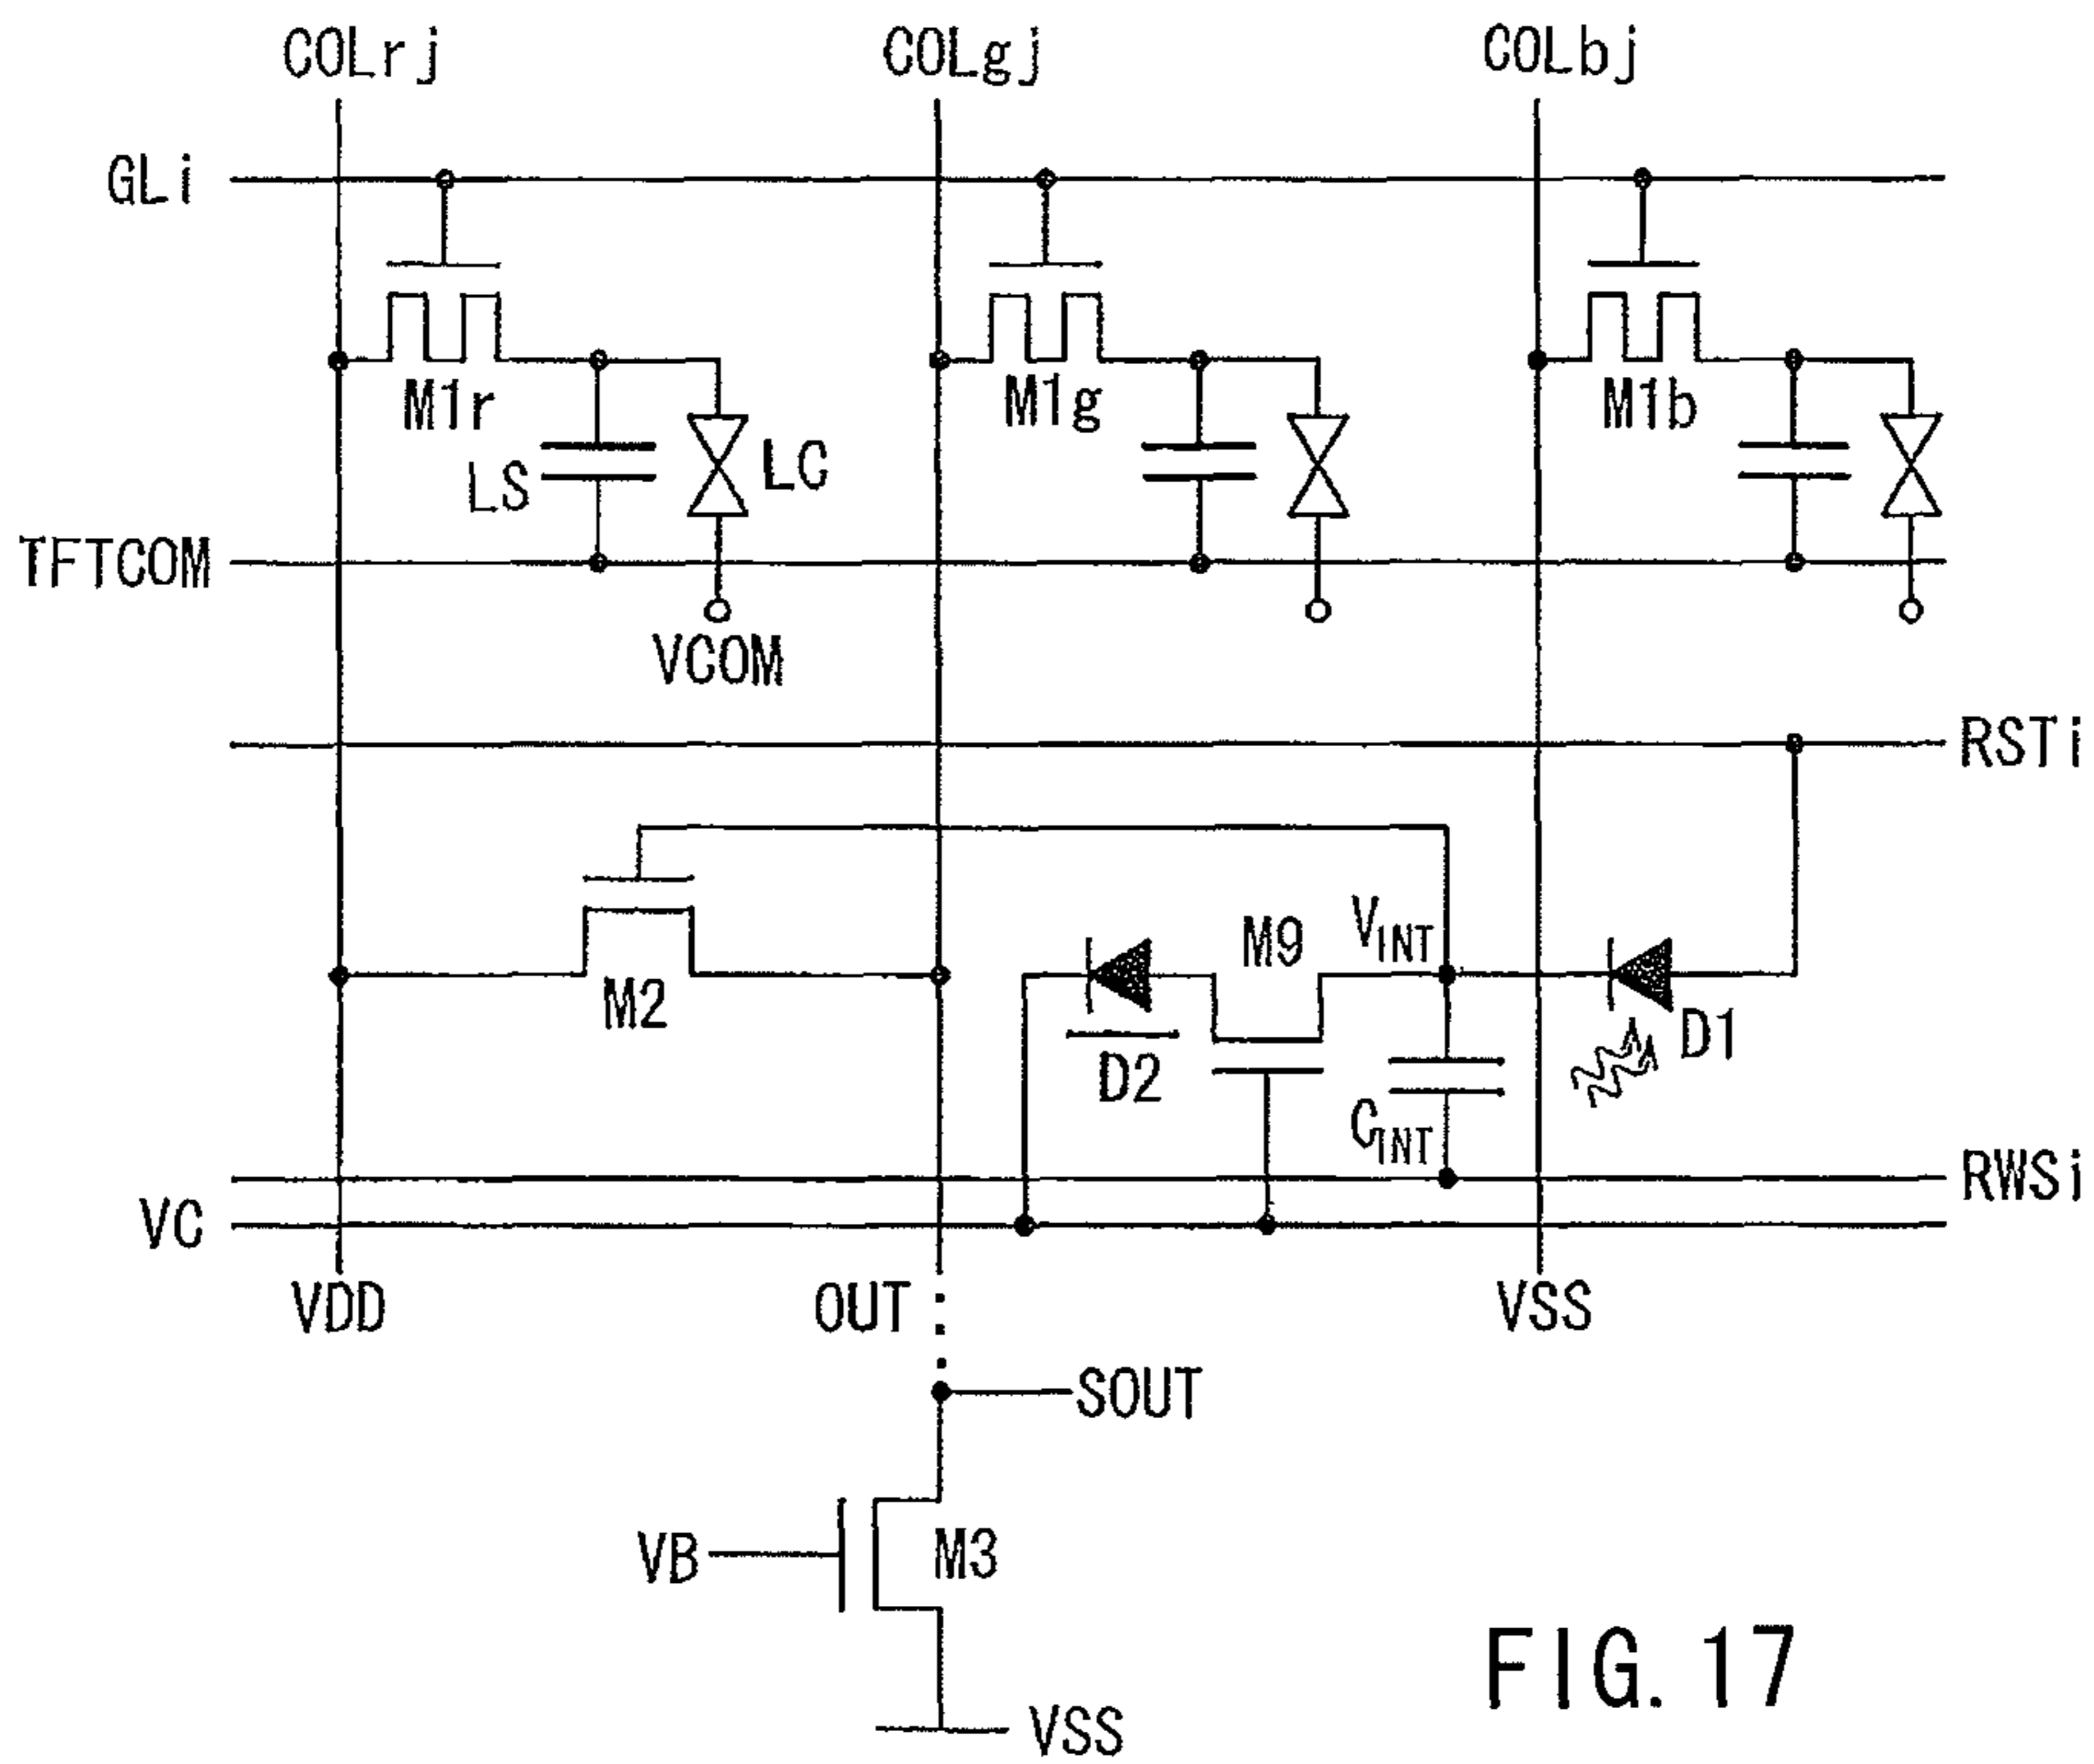 COLrj COLgj COLbj
GLi
M1r M1g M1b
LS LC
TFTCOM
VCOM
RSTi
M2 D2 M9 VINT D1
CINT
RWSi
VC
VDD OUT VSS
SOUT
VB M3
VSS
FIG. 17